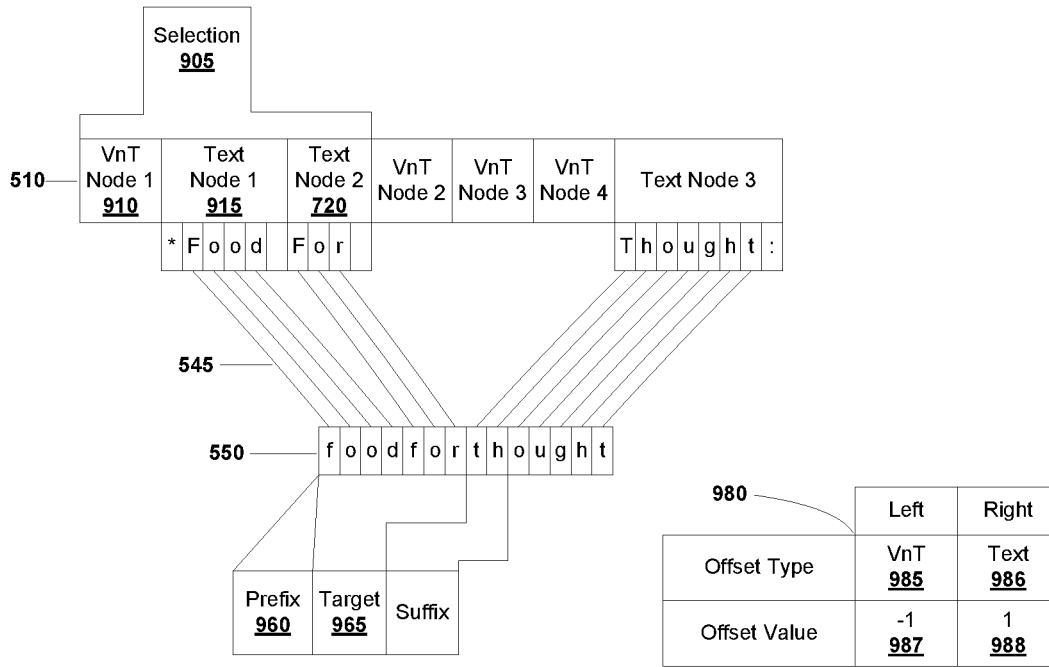 Selection
905
510
VnT
Node 1
910
Text
Node 1
915
Text
Node 2
720
VnT
Node 2
VnT
Node 3
VnT
Node 4
Text Node 3
* F o o d
F o r
T h o u g h t :
545
550
f o o d f o r t h o u g h t
Prefix
960
Target
965
Suffix
980
Left
Right
Offset Type
VnT
985
Text
986
Offset Value
-1
987
1
988